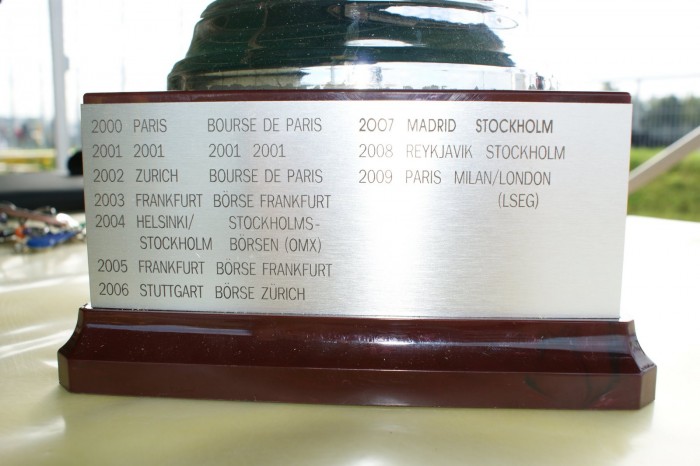 2000 PARIS BOURSE DE PARIS
2001 2001 2001 2001
2002 ZURICH BOURSE DE PARIS
2003 FRANKFURT BÖRSE FRANKFURT
2004 HELSINKI/ STOCKHOLMS-
STOCKHOLM BÖRSEN (OMX)
2005 FRANKFURT BÖRSE FRANKFURT
2006 STUTTGART BÖRSE ZÜRICH
2007 MADRID STOCKHOLM
2008 REYKJAVIK STOCKHOLM
2009 PARIS MILAN/LONDON
(LSEG)